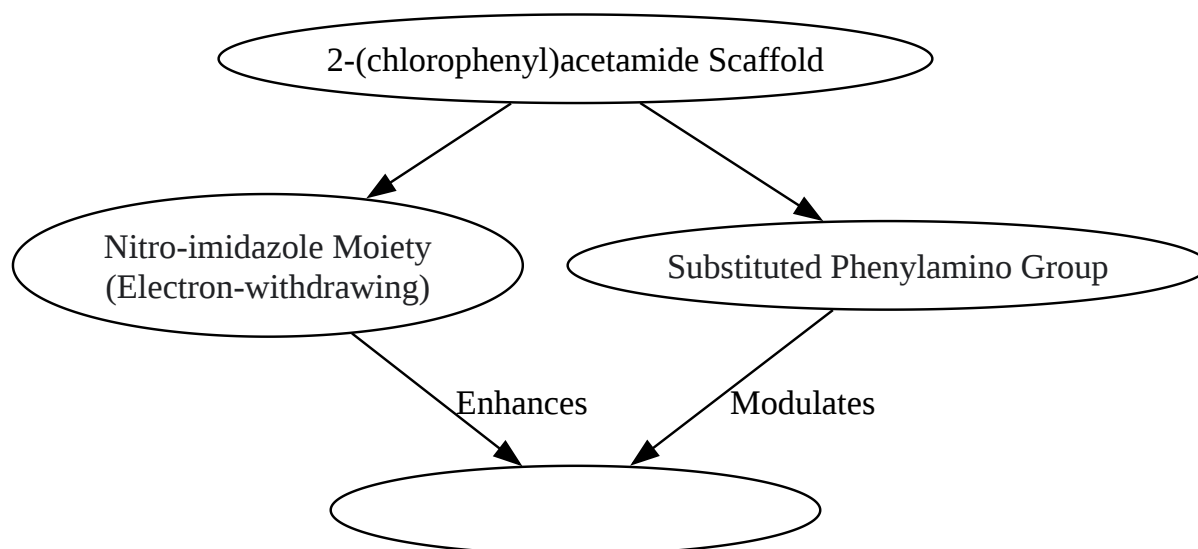 2-(chlorophenyl)acetamide Scaffold
Nitro-imidazole Moiety
(Electron-withdrawing)
Substituted Phenylamino Group
Enhances
Modulates